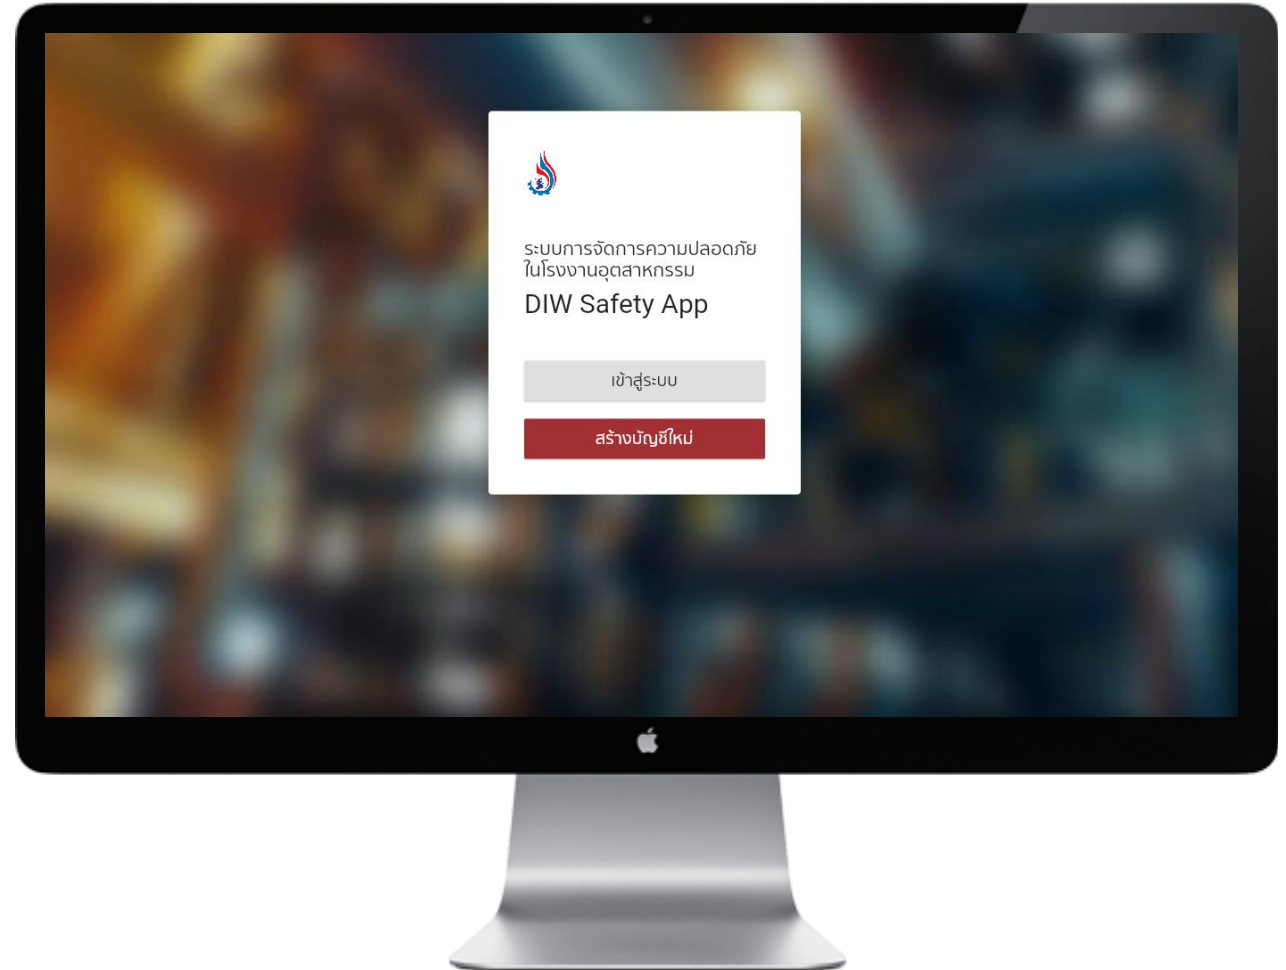 ระบบการจัดการความปลอดภัย
ในโรงงานอุตสาหกรรม
DIW Safety App
เข้าสู่ระบบ
สร้างบัญชีใหม่